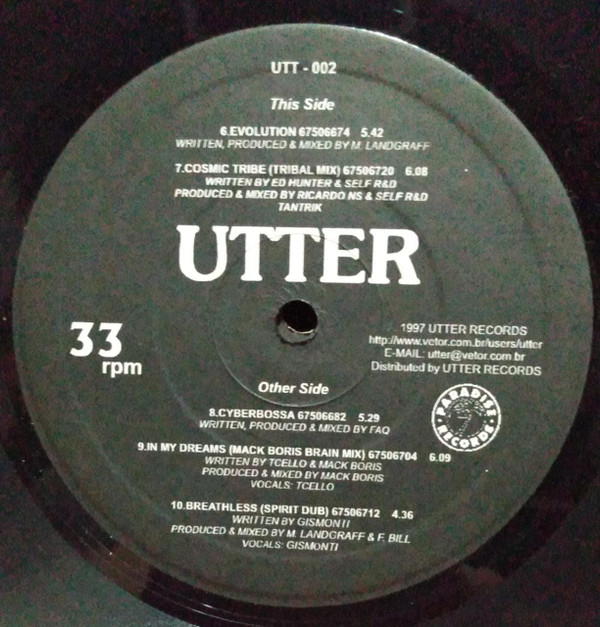 UTT - 002
This Side
6.EVOLUTION 67506674 5.42
WRITTEN, PRODUCED & MIXED BY M. LANDGRAFF
7.COSMIC TRIBE (TRIBAL MIX) 67506720 6.08
WRITTEN BY ED HUNTER & SELF R&D
PRODUCED & MIXED BY RICARDO NS & SELF R&D
TANTRIK
UTTER
33
rpm
1997 UTTER RECORDS
http://www.vetor.com.br/users/utter
E-MAIL: utter@vetor.com.br
Distributed by UTTER RECORDS
PARADISE
RECORDS
Other Side
8.CYBERBOSSA 67506682 5.29
WRITTEN, PRODUCED & MIXED BY FAQ
9.IN MY DREAMS (MACK BORIS BRAIN MIX) 67506704 6.09
WRITTEN BY TCELLO & MACK BORIS
PRODUCED & MIXED BY MACK BORIS
VOCALS: TCELLO
10.BREATHLESS (SPIRIT DUB) 67506712 4.36
WRITTEN BY GISMONTI
PRODUCED & MIXED BY M. LANDGRAFF & F. BILL
VOCALS: GISMONTI